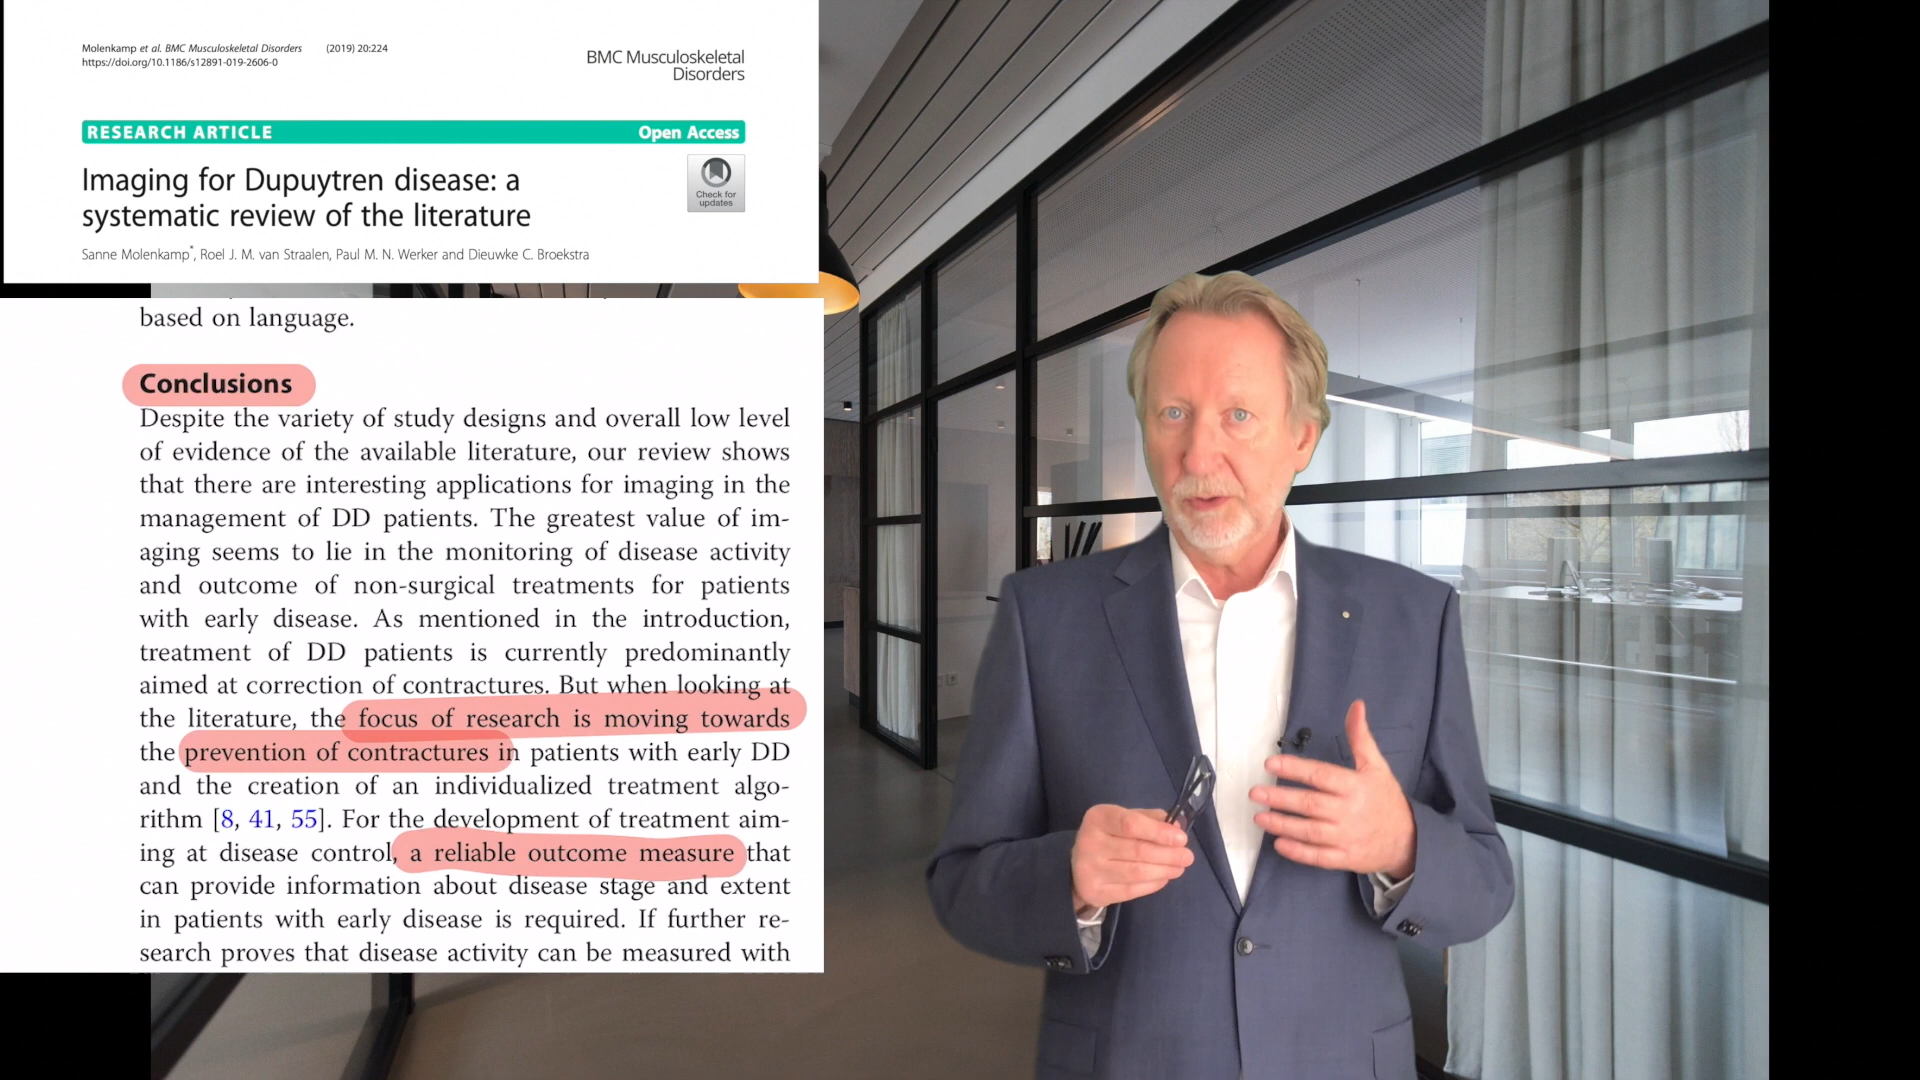 Molenkamp et al. BMC Musculoskeletal Disorders (2019) 20:224
https://doi.org/10.1186/s12891-019-2606-0
BMC Musculoskeletal
Disorders
RESEARCH ARTICLE Open Access
Imaging for Dupuytren disease: a
systematic review of the literature
Check for
updates
Sanne Molenkamp*, Roel J. M. van Straalen, Paul M. N. Werker and Dieuwke C. Broekstra
based on language.
Conclusions
Despite the variety of study designs and overall low level
of evidence of the available literature, our review shows
that there are interesting applications for imaging in the
management of DD patients. The greatest value of im-
aging seems to lie in the monitoring of disease activity
and outcome of non-surgical treatments for patients
with early disease. As mentioned in the introduction,
treatment of DD patients is currently predominantly
aimed at correction of contractures. But when looking at
the literature, the focus of research is moving towards
the prevention of contractures in patients with early DD
and the creation of an individualized treatment algo-
rithm [8, 41, 55]. For the development of treatment aim-
ing at disease control, a reliable outcome measure that
can provide information about disease stage and extent
in patients with early disease is required. If further re-
search proves that disease activity can be measured with